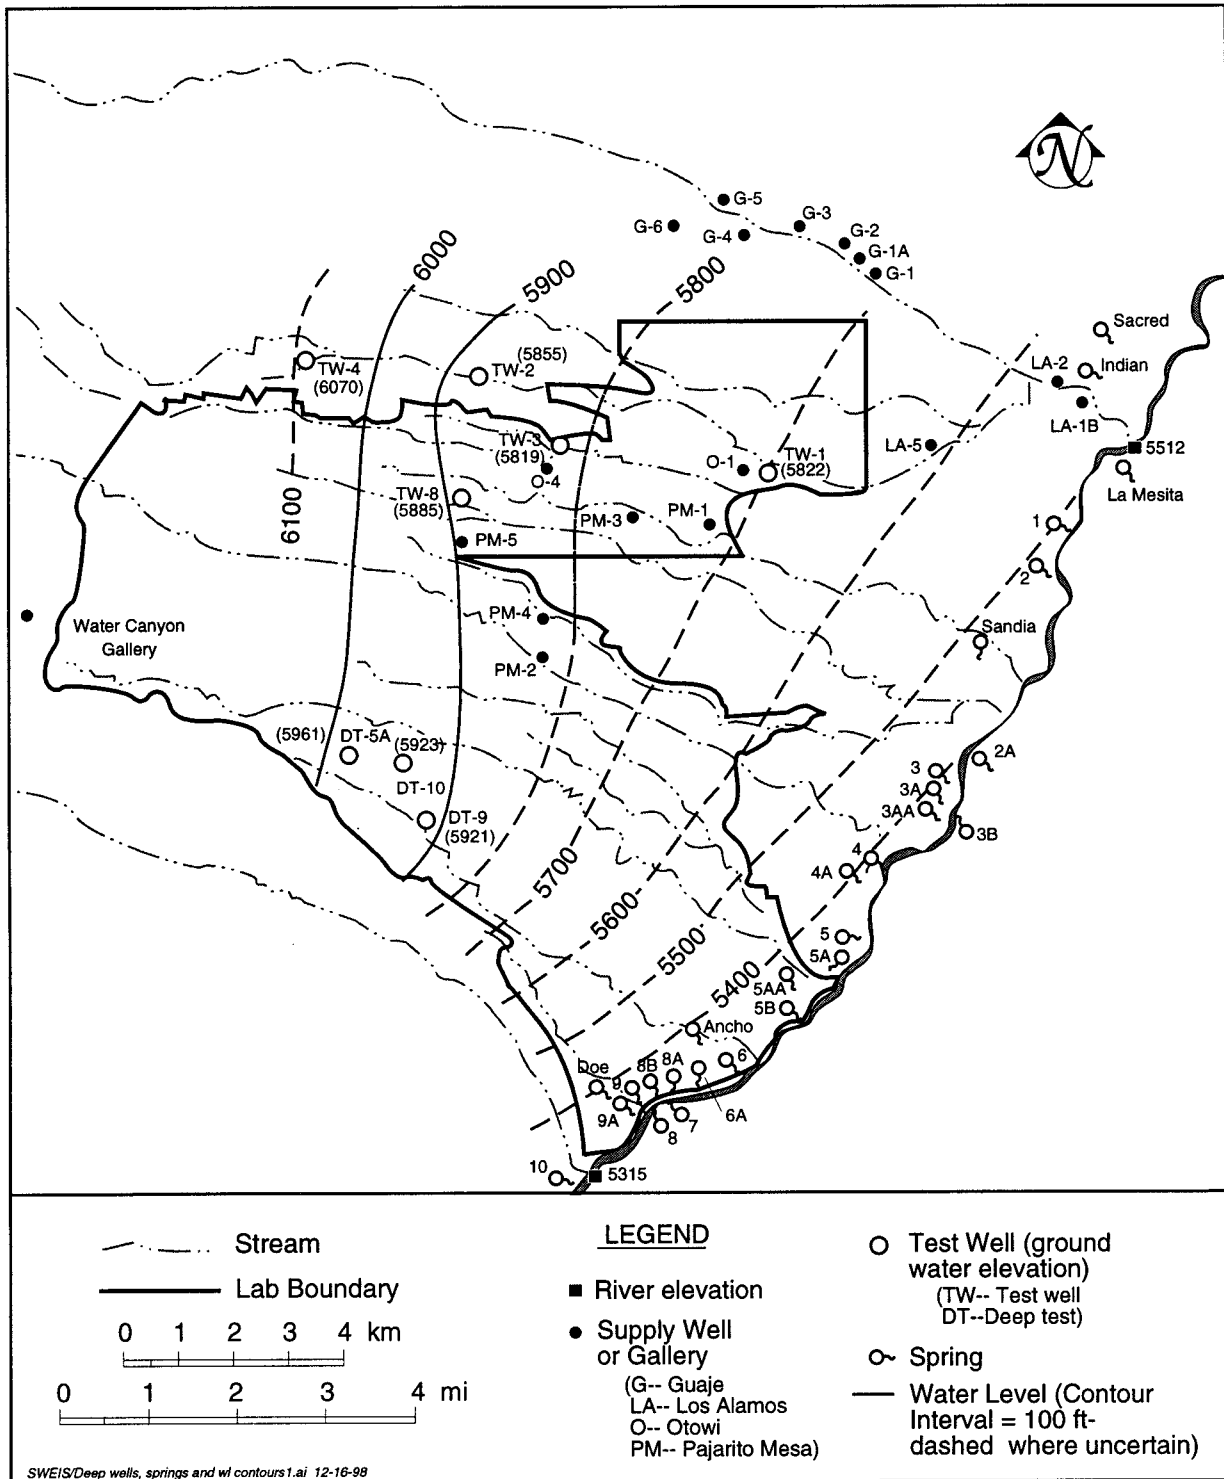 N
G-5
G-6
G-4
G-3
G-2
G-1A
G-1
6000
5900
5800
Sacred
Indian
LA-2
LA-1B
5512
La Mesita
TW-4
(6070)
(5855)
TW-2
TW-3
(5819)
O-4
O-1
TW-1
(5822)
LA-5
TW-8
(5885)
PM-3
PM-1
PM-5
6100
1
2
Sandia
PM-4
PM-2
Water Canyon
Gallery
(5961)
DT-5A
(5923)
DT-10
DT-9
(5921)
2A
3
3A
3AA
3B
4
4A
5700
5600
5500
5400
5
5A
5AA
5B
Ancho
Doe
9
8B
8A
6
9A
6A
7
8
10
5315
Stream
Lab Boundary
0 1 2 3 4 km
0 1 2 3 4 mi
LEGEND
River elevation
Supply Well
or Gallery
(G-- Guaje
LA-- Los Alamos
O-- Otowi
PM-- Pajarito Mesa)
Test Well (ground
water elevation)
(TW-- Test well
DT--Deep test)
Spring
Water Level (Contour
Interval = 100 ft-
dashed where uncertain)
SWEIS/Deep wells, springs and wl contours1.ai 12-16-98